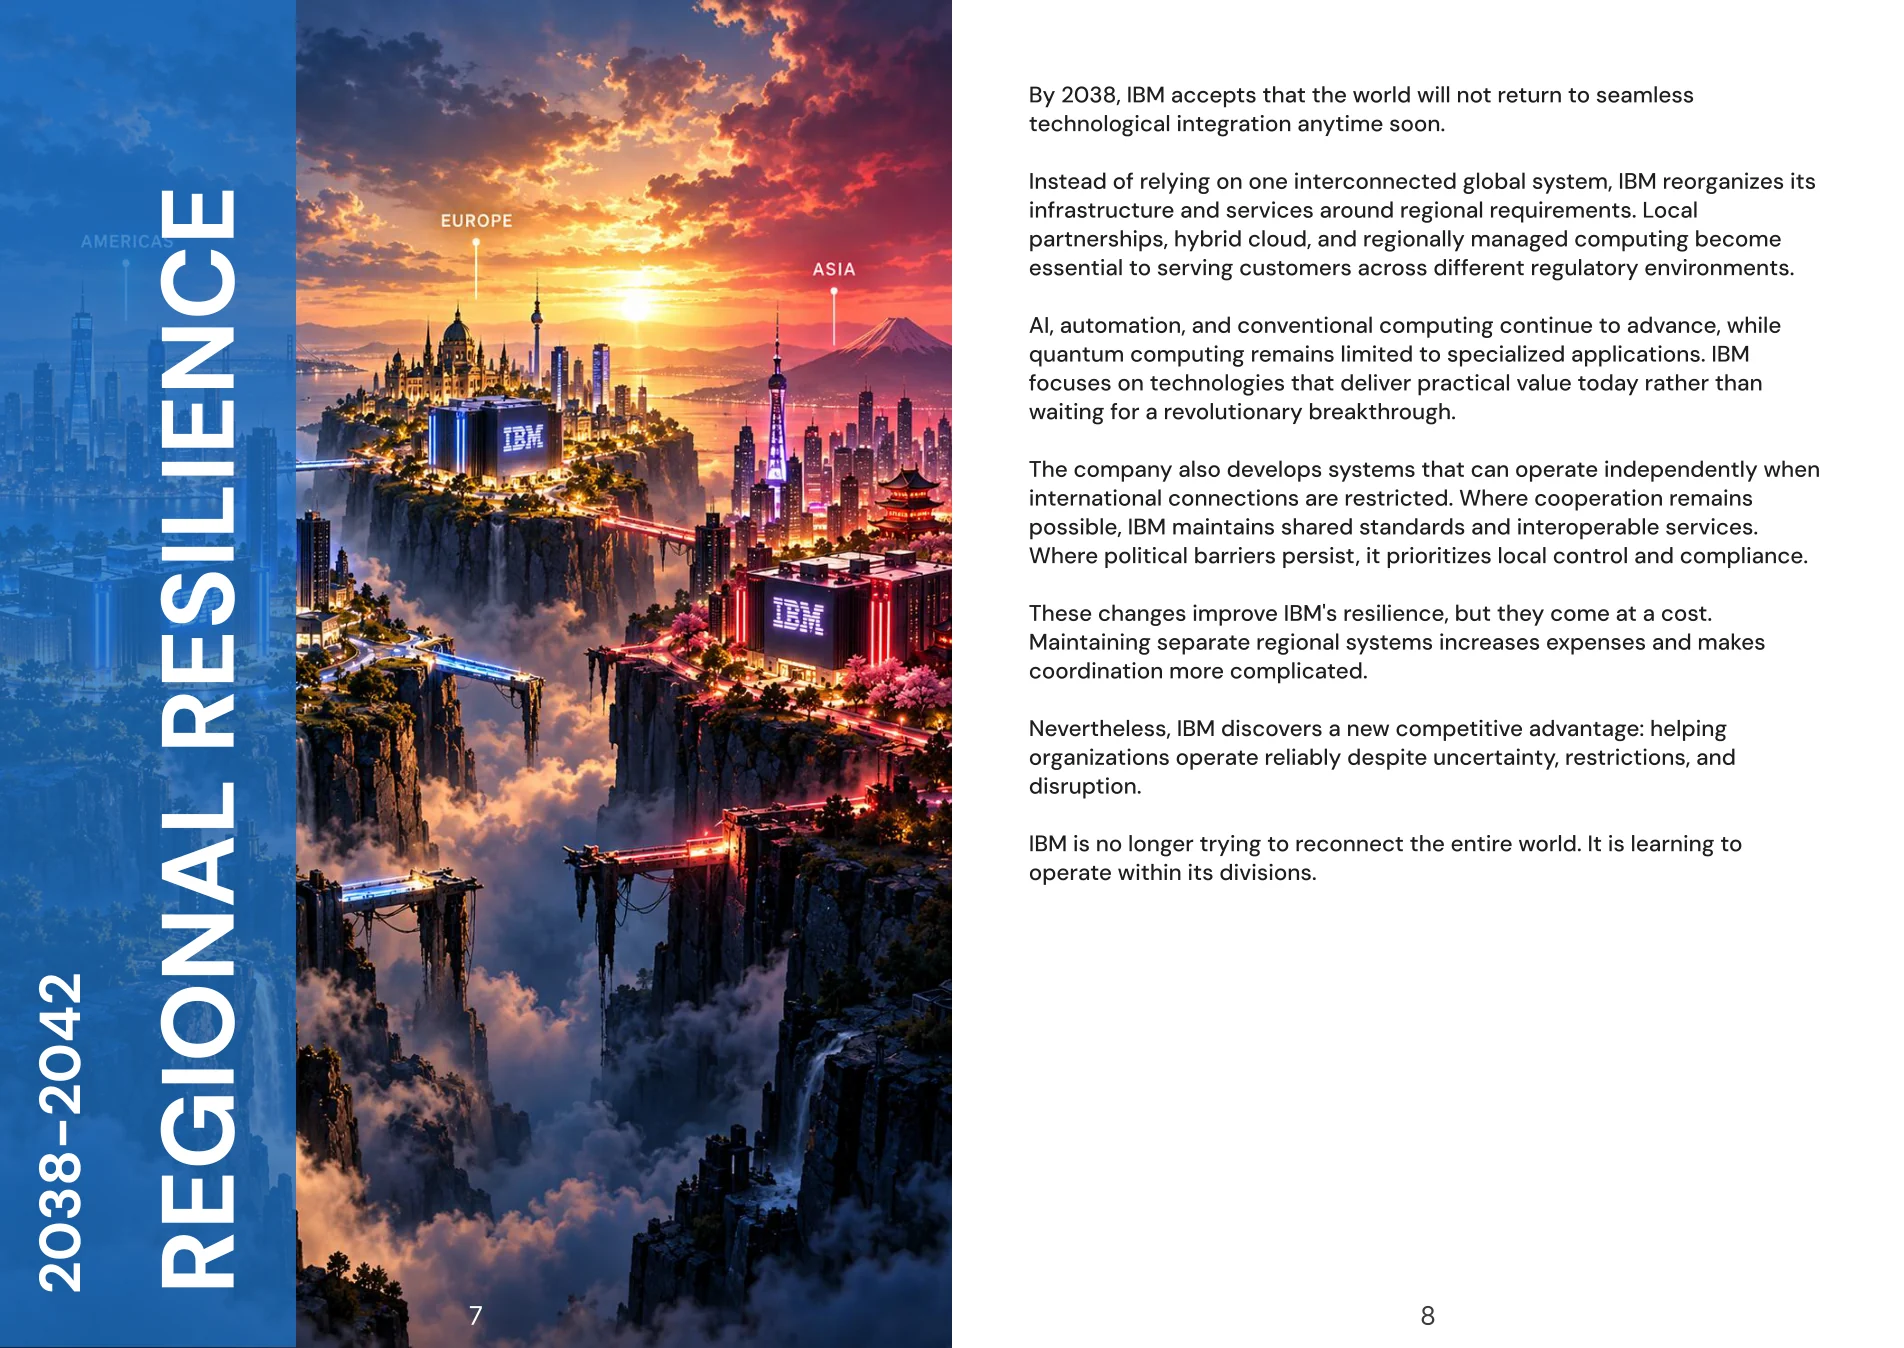 2038-2042
REGIONAL RESILIENCE
AMERICAS
EUROPE
ASIA
IBM
IBM
7
By 2038, IBM accepts that the world will not return to seamless
technological integration anytime soon.
Instead of relying on one interconnected global system, IBM reorganizes its
infrastructure and services around regional requirements. Local
partnerships, hybrid cloud, and regionally managed computing become
essential to serving customers across different regulatory environments.
AI, automation, and conventional computing continue to advance, while
quantum computing remains limited to specialized applications. IBM
focuses on technologies that deliver practical value today rather than
waiting for a revolutionary breakthrough.
The company also develops systems that can operate independently when
international connections are restricted. Where cooperation remains
possible, IBM maintains shared standards and interoperable services.
Where political barriers persist, it prioritizes local control and compliance.
These changes improve IBM's resilience, but they come at a cost.
Maintaining separate regional systems increases expenses and makes
coordination more complicated.
Nevertheless, IBM discovers a new competitive advantage: helping
organizations operate reliably despite uncertainty, restrictions, and
disruption.
IBM is no longer trying to reconnect the entire world. It is learning to
operate within its divisions.
8